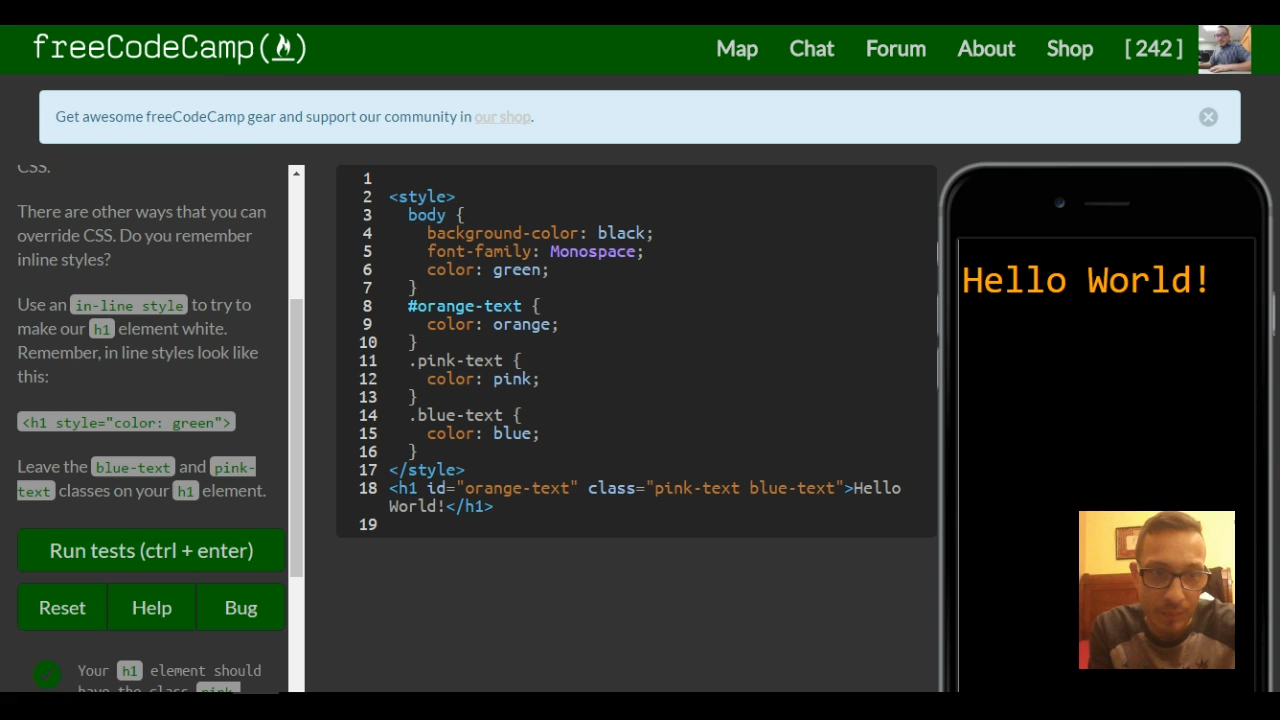 freeCodeCamp(🔥)
Map Chat Forum About Shop [ 242 ]
Get awesome freeCodeCamp gear and support our community in our shop.
CSS.
There are other ways that you can
override CSS. Do you remember
inline styles?
Use an in-line style to try to
make our h1 element white.
Remember, in line styles look like
this:
<h1 style="color: green">
Leave the blue-text and pink-
text classes on your h1 element.
Run tests (ctrl + enter)
Reset Help Bug
Your h1 element should
have the class pink-
1
2 <style>
3 body {
4 background-color: black;
5 font-family: Monospace;
6 color: green;
7 }
8 #orange-text {
9 color: orange;
10 }
11 .pink-text {
12 color: pink;
13 }
14 .blue-text {
15 color: blue;
16 }
17 </style>
18 <h1 id="orange-text" class="pink-text blue-text">Hello
World!</h1>
19
Hello World!